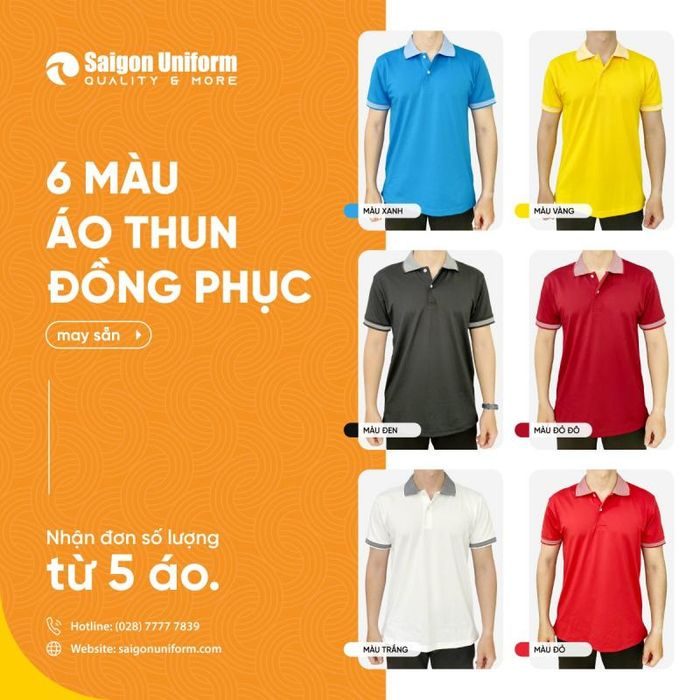 Saigon Uniform
QUALITY & MORE
6 MÀU
ÁO THUN
ĐỒNG PHỤC
may sẵn
Nhận đơn số lượng
từ 5 áo.
Hotline: (028) 7777 7839
Website: saigonuniform.com
MÀU XANH
MÀU VÀNG
MÀU ĐEN
MÀU ĐỎ ĐÔ
MÀU TRẮNG
MÀU ĐỎ